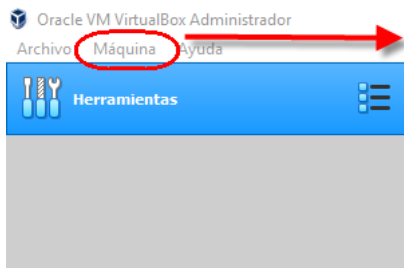 Oracle VM VirtualBox Administrador
Archivo Máquina Ayuda
Herramientas